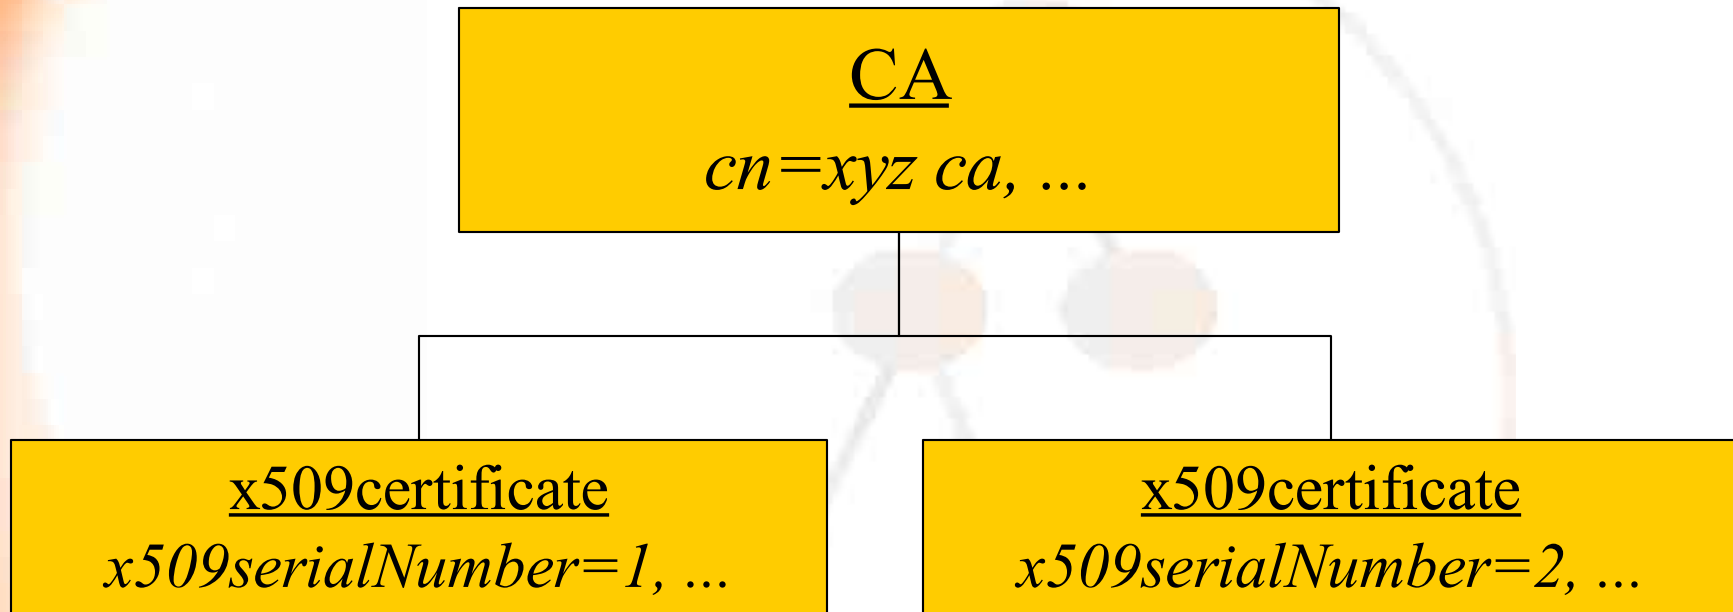 CA
cn=xyz ca, ...
x509certificate
x509serialNumber=1, ...
x509certificate
x509serialNumber=2, ...